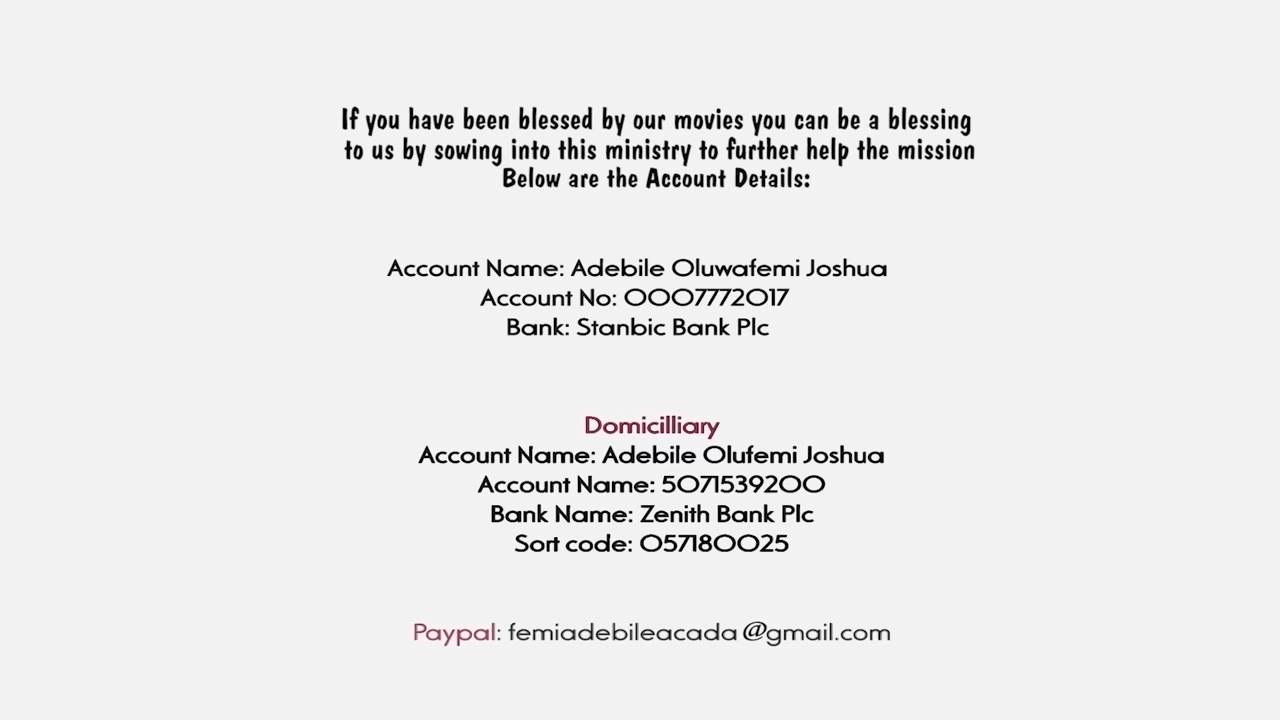 If you have been blessed by our movies you can be a blessing
to us by sowing into this ministry to further help the mission
Below are the Account Details:
Account Name: Adebile Oluwafemi Joshua
Account No: 0007772017
Bank: Stanbic Bank Plc
Domicilliary
Account Name: Adebile Olufemi Joshua
Account Name: 5071539200
Bank Name: Zenith Bank Plc
Sort code: 057180025
Paypal: femiadebileacada@gmail.com